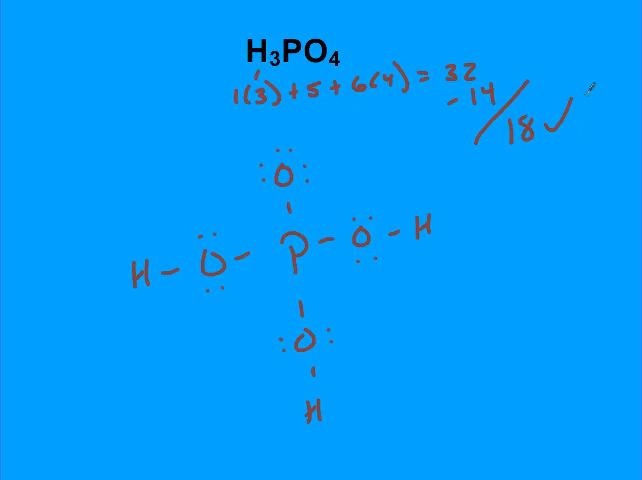 H₃PO₄
1(3) + 5 + 6(4) = 32
- 14
18 ✓
O
H - O - P - O - H
O
H